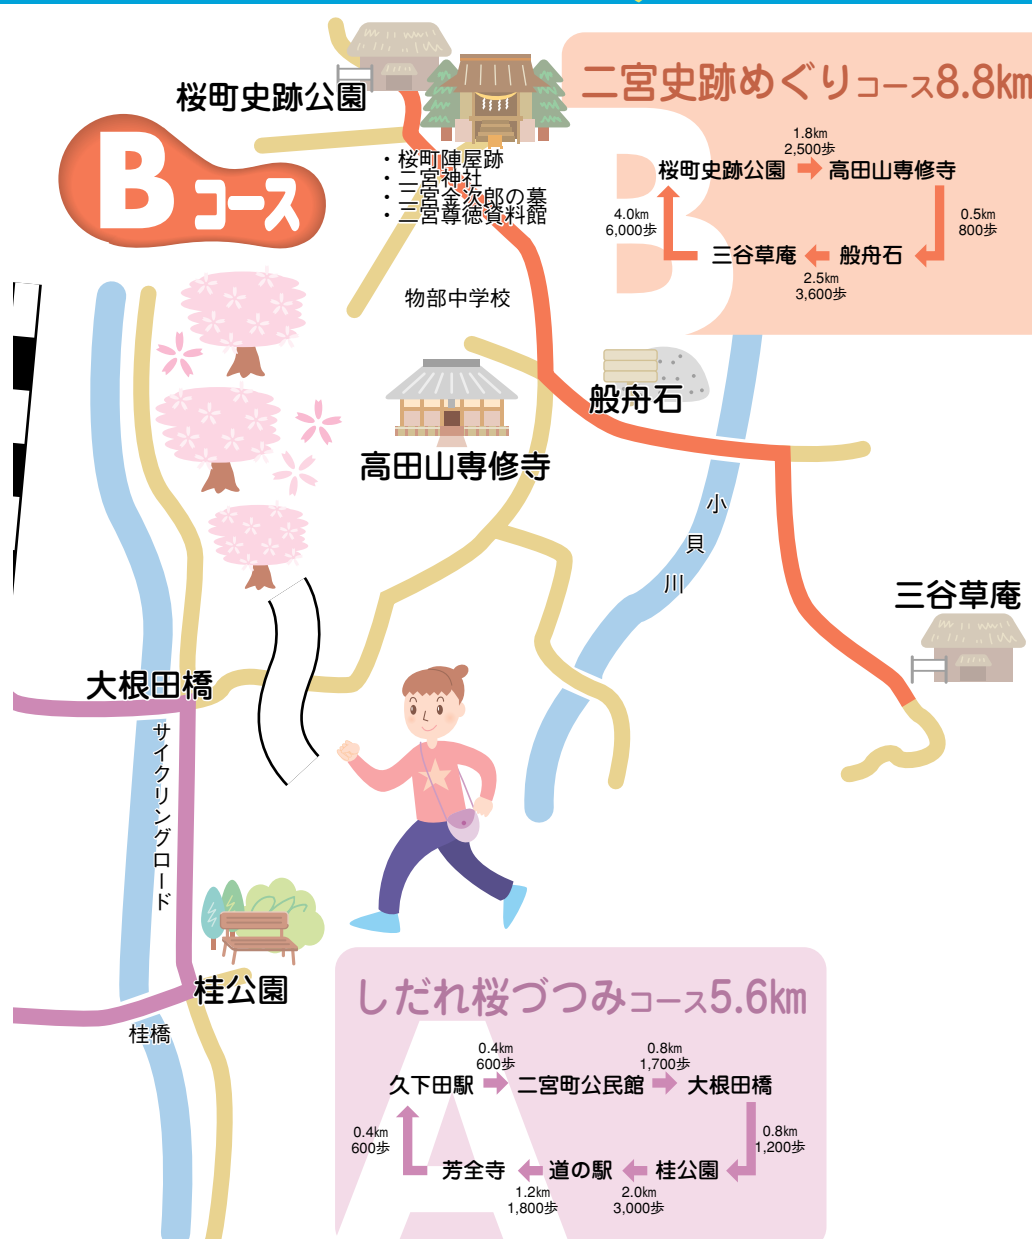 桜町史跡公園
Bコース
・桜町陣屋跡
・二宮神社
・二宮金次郎の墓
・二宮尊徳資料館
二宮史跡めぐりコース8.8km
B
1.8km
2,500歩
桜町史跡公園
高田山専修寺
4.0km
6,000歩
0.5km
800歩
三谷草庵
般舟石
2.5km
3,600歩
物部中学校
般舟石
高田山専修寺
小貝川
三谷草庵
大根田橋
サイクリングロード
桂公園
桂橋
しだれ桜づつみコース5.6km
A
0.4km
600歩
0.8km
1,700歩
久下田駅
二宮町公民館
大根田橋
0.4km
600歩
0.8km
1,200歩
芳全寺
道の駅
桂公園
1.2km
1,800歩
2.0km
3,000歩